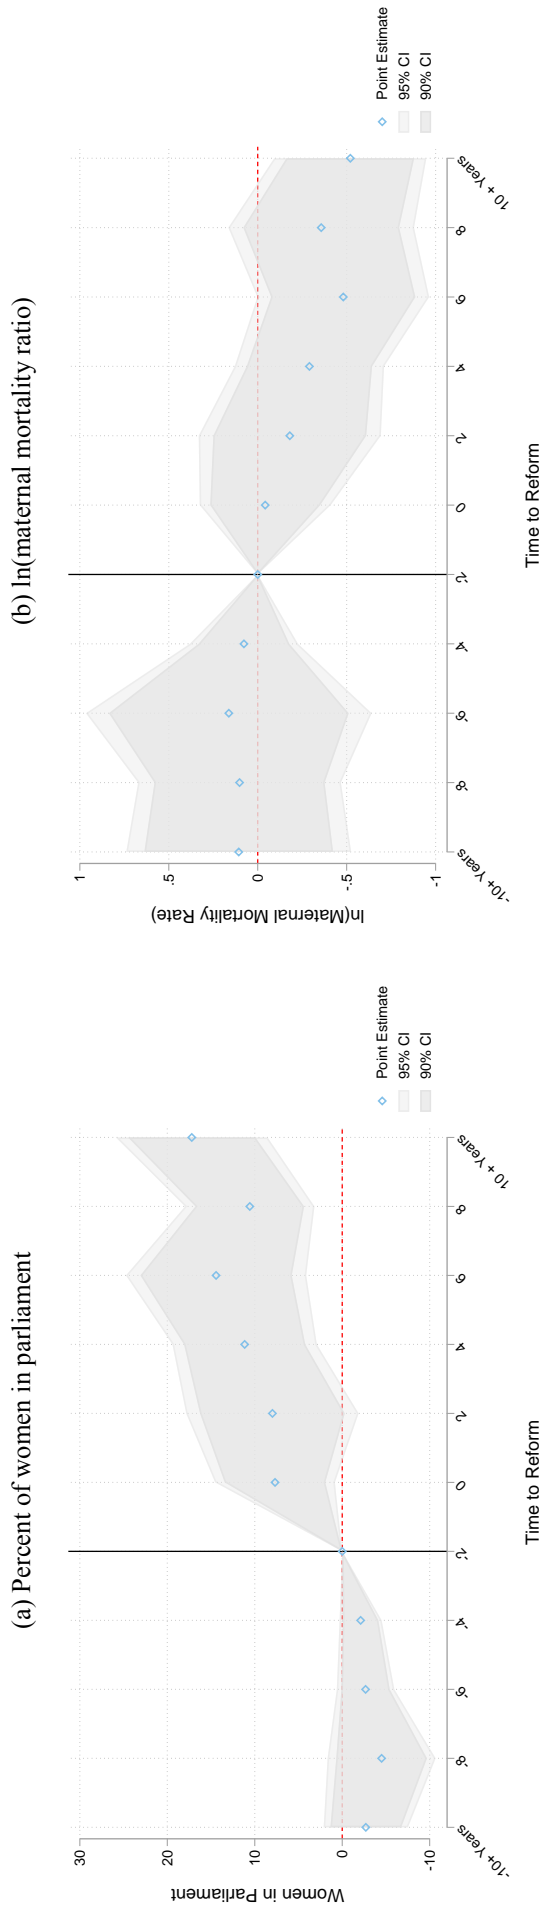 (a) Percent of women in parliament
Women in Parliament
30
20
10
0
-10
-10+ Years
-8
-6
-4
-2
0
2
4
6
8
10 + Years
Time to Reform
Point Estimate
95% CI
90% CI
(b) ln(maternal mortality ratio)
ln(Maternal Mortality Rate)
1
.5
0
-.5
-1
-10+ Years
-8
-6
-4
-2
0
2
4
6
8
10 + Years
Time to Reform
Point Estimate
95% CI
90% CI